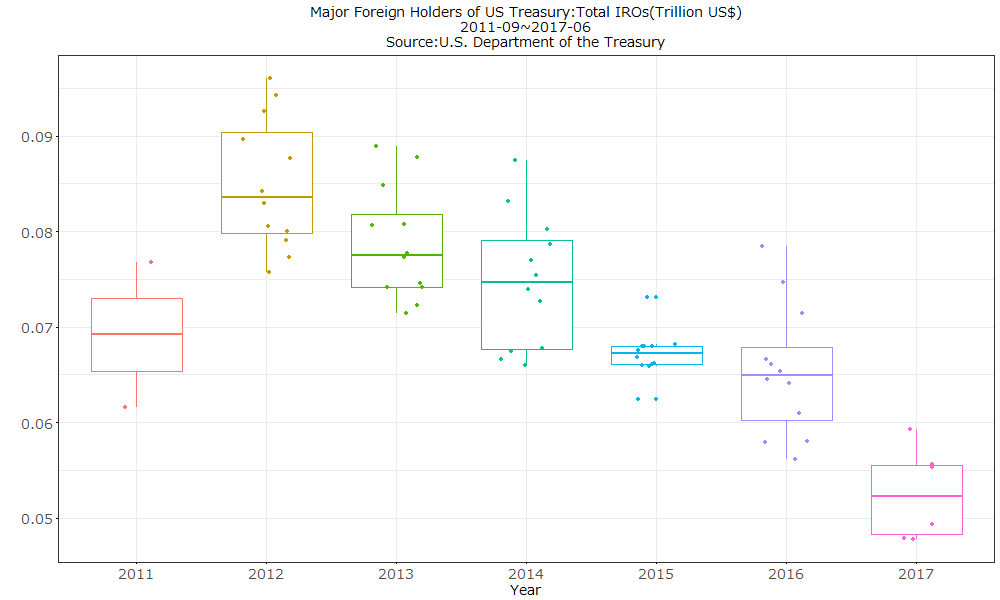 Major Foreign Holders of US Treasury:Total IROs(Trillion US$)
2011-09~2017-06
Source:U.S. Department of the Treasury
0.09
0.08
0.07
0.06
0.05
2011 2012 2013 2014 2015 2016 2017
Year